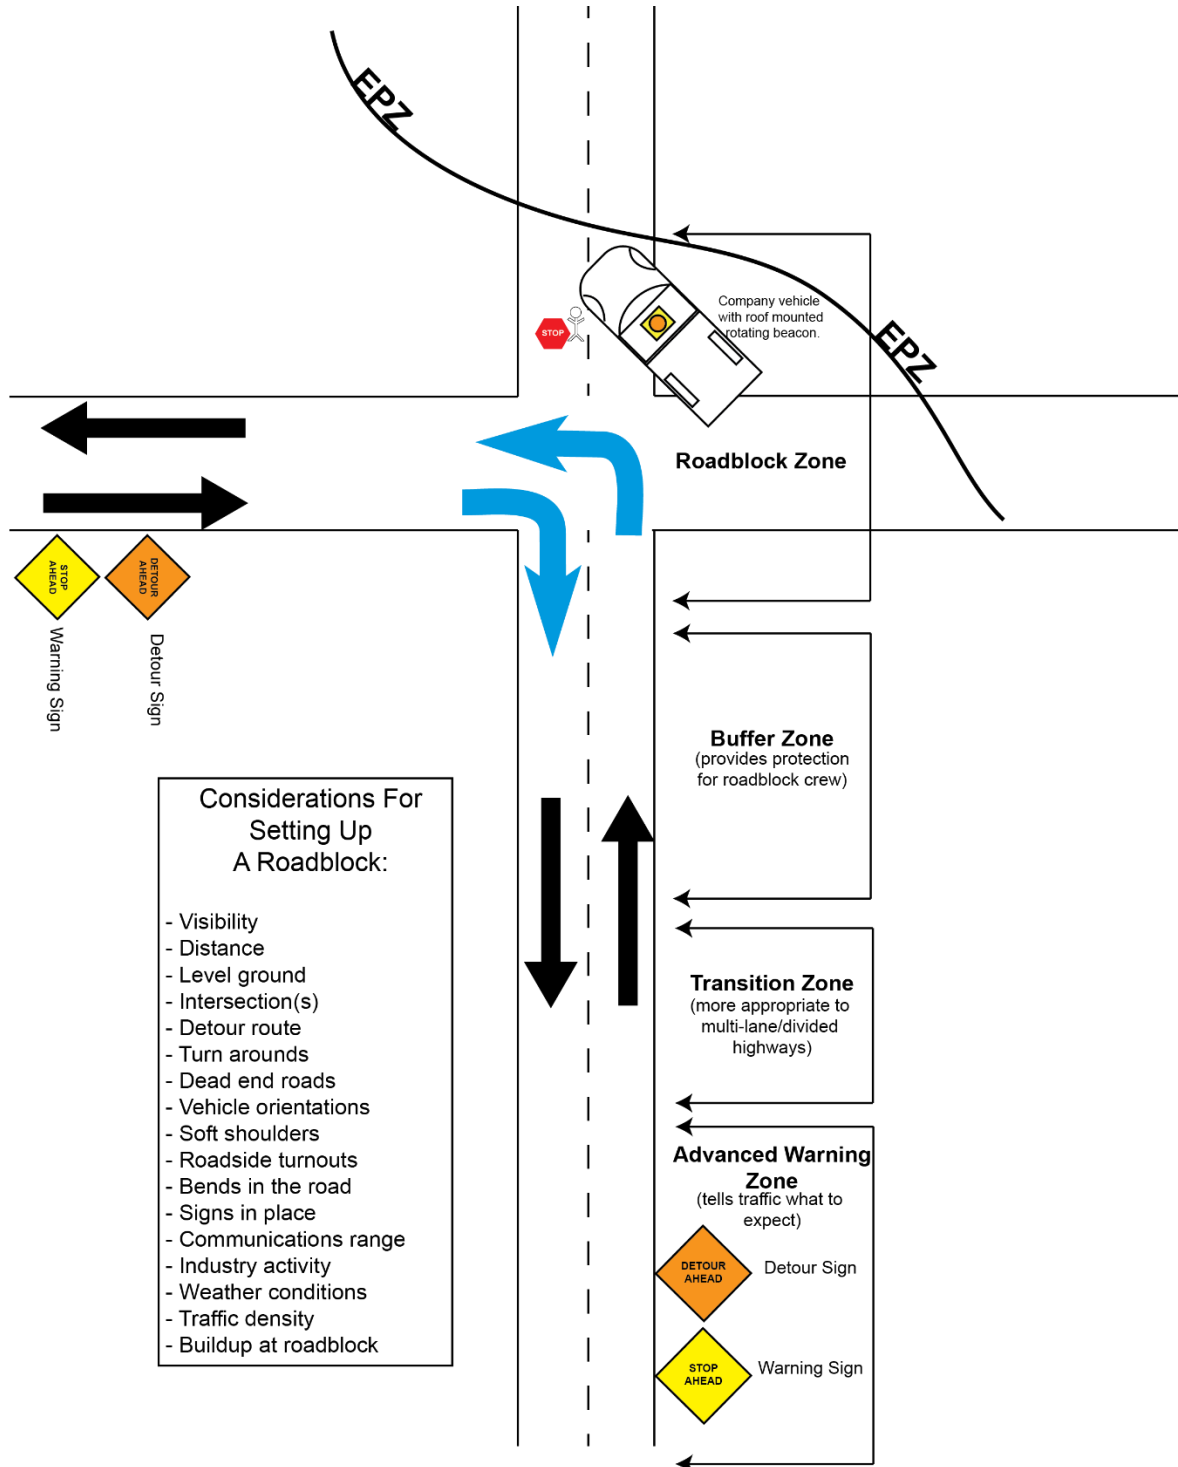 EPZ
Company vehicle
with roof mounted
rotating beacon.
STOP
EPZ
Roadblock Zone
STOP
AHEAD
DETOUR
AHEAD
Warning Sign
Detour Sign
Buffer Zone
(provides protection
for roadblock crew)
Considerations For
Setting Up
A Roadblock:
- Visibility
- Distance
- Level ground
- Intersection(s)
- Detour route
- Turn arounds
- Dead end roads
- Vehicle orientations
- Soft shoulders
- Roadside turnouts
- Bends in the road
- Signs in place
- Communications range
- Industry activity
- Weather conditions
- Traffic density
- Buildup at roadblock
Transition Zone
(more appropriate to
multi-lane/divided
highways)
Advanced Warning
Zone
(tells traffic what to
expect)
DETOUR
AHEAD
Detour Sign
STOP
AHEAD
Warning Sign